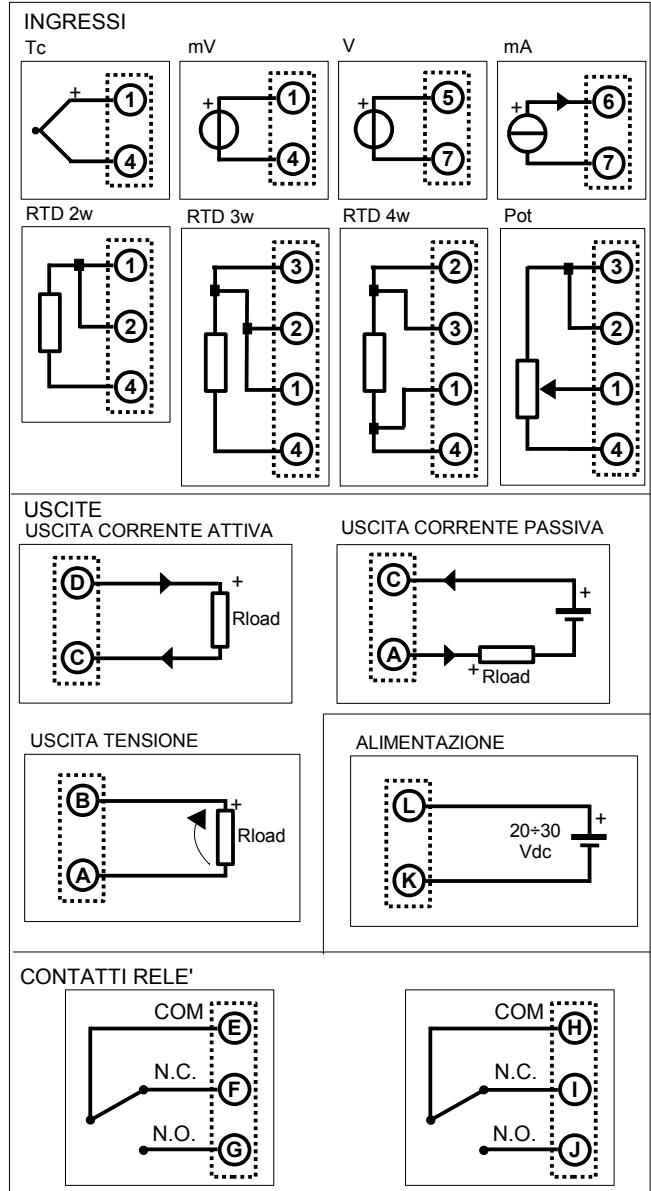 INGRESSI
Tc mV V mA
+ 1 + 1 + 5 + 6
4 4 7 7
RTD 2w RTD 3w RTD 4w Pot
1 3 2 3
2 2 3 2
4 1 1 1
4 4 4
USCITE
USCITA CORRENTE ATTIVA
D +
Rload
C
USCITA CORRENTE PASSIVA
C +
A + Rload
USCITA TENSIONE
B +
Rload
A
ALIMENTAZIONE
L +
20÷30
Vdc
K
CONTATTI RELE'
COM E
N.C. F
N.O. G
COM H
N.C. I
N.O. J